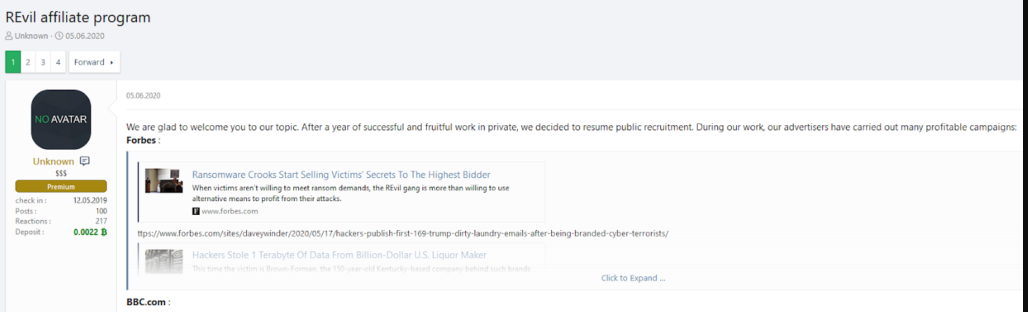 REvil affiliate program
Unknown · 05.06.2020
1 2 3 4 Forward
05.06.2020
NO AVATAR
Unknown
$$$
Premium
check in : 12.05.2019
Posts : 100
Reactions : 217
Deposit : 0.0022 ₿
We are glad to welcome you to our topic. After a year of successful and fruitful work in private, we decided to resume public recruitment. During our work, our advertisers have carried out many profitable campaigns:
Forbes :
Ransomware Crooks Start Selling Victims' Secrets To The Highest Bidder
When victims aren't willing to meet ransom demands, the REvil gang is more than willing to use
alternative means to profit from their attacks.
F www.forbes.com
ttps://www.forbes.com/sites/daveywinder/2020/05/17/hackers-publish-first-169-trump-dirty-laundry-emails-after-being-branded-cyber-terrorists/
Hackers Stole 1 Terabyte Of Data From Billion-Dollar U.S. Liquor Maker
This time the victim is Brown-Forman, the 150-year-old Kentucky-based company behind such brands
Click to Expand ...
BBC.com :